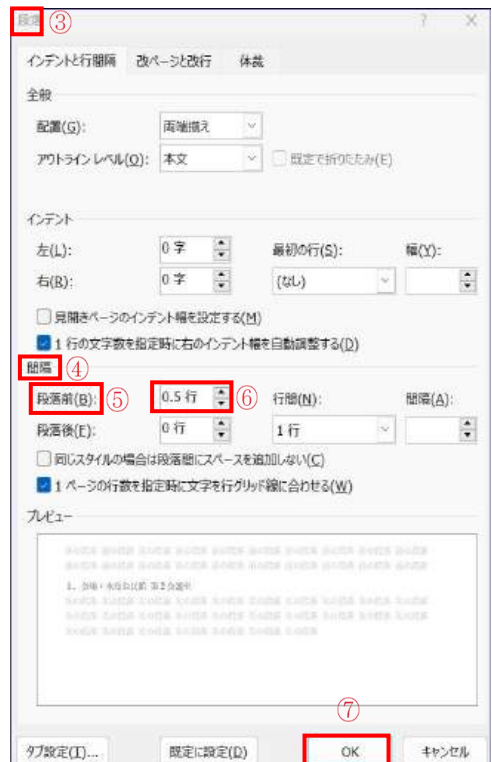 段落 ③ ? ×
インデントと行間隔 改ページと改行 体裁
全般
配置(G): 両端揃え
アウトライン レベル(O): 本文 既定で折りたたみ(E)
インデント
左(L): 0 字 最初の行(S): 幅(Y):
右(R): 0 字 (なし)
見開きページのインデント幅を設定する(M)
1 行の文字数を指定時に右のインデント幅を自動調整する(D)
間隔 ④
段落前(B): ⑤ 0.5 行 ⑥ 行間(N): 間隔(A):
段落後(F): 0 行 1 行
同じスタイルの場合は段落間にスペースを追加しない(C)
1 ページの行数を指定時に文字を行グリッド線に合わせる(W)
プレビュー
⑦
タブ設定(T)... 既定に設定(D) OK キャンセル